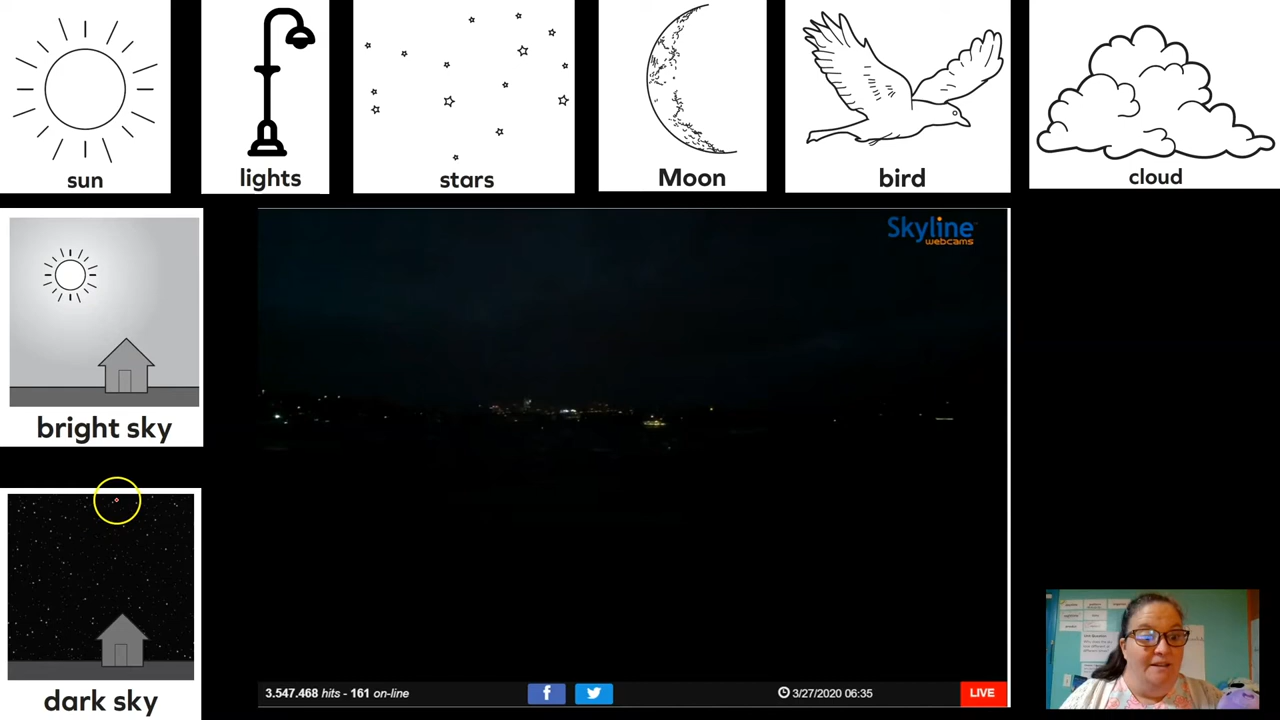 sun
lights
stars
Moon
bird
cloud
Skyline
webcams
bright sky
dark sky
3.547.468 hits - 161 on-line
3/27/2020 06:35
LIVE